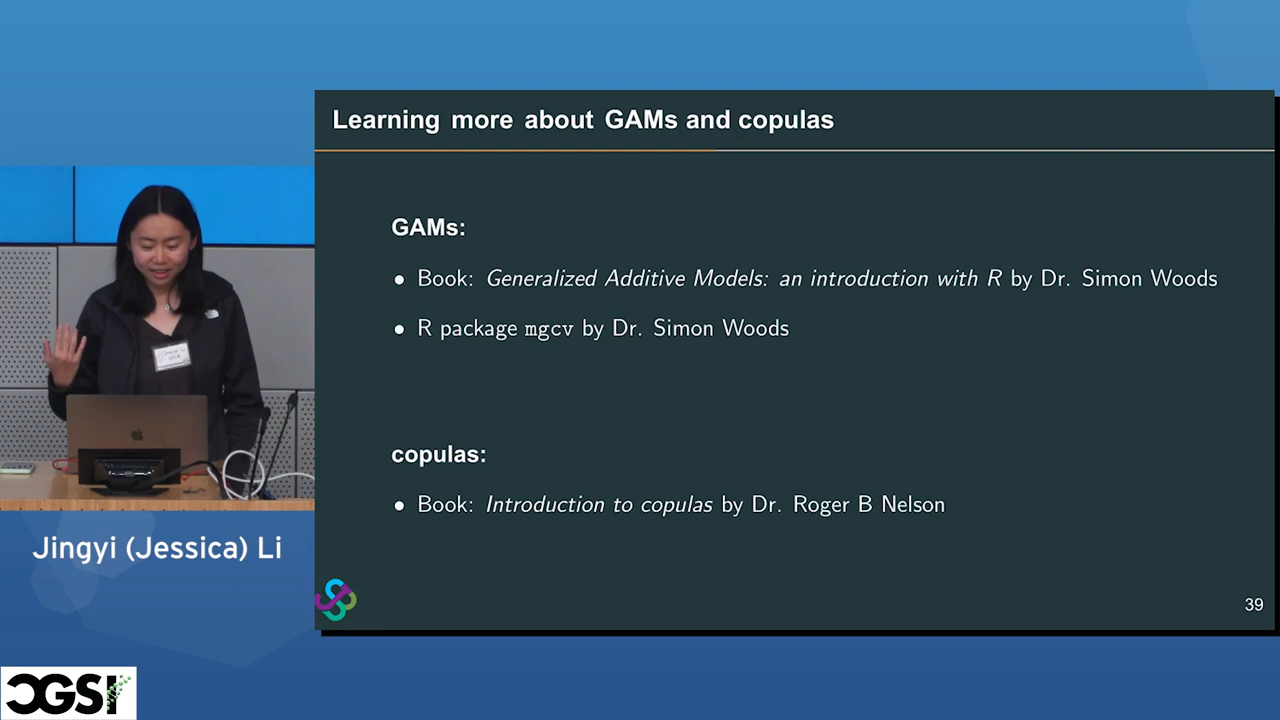 Learning more about GAMs and copulas
GAMs:
• Book: Generalized Additive Models: an introduction with R by Dr. Simon Woods
• R package mgcv by Dr. Simon Woods
copulas:
• Book: Introduction to copulas by Dr. Roger B Nelson
39
Jingyi (Jessica) Li
CGSI